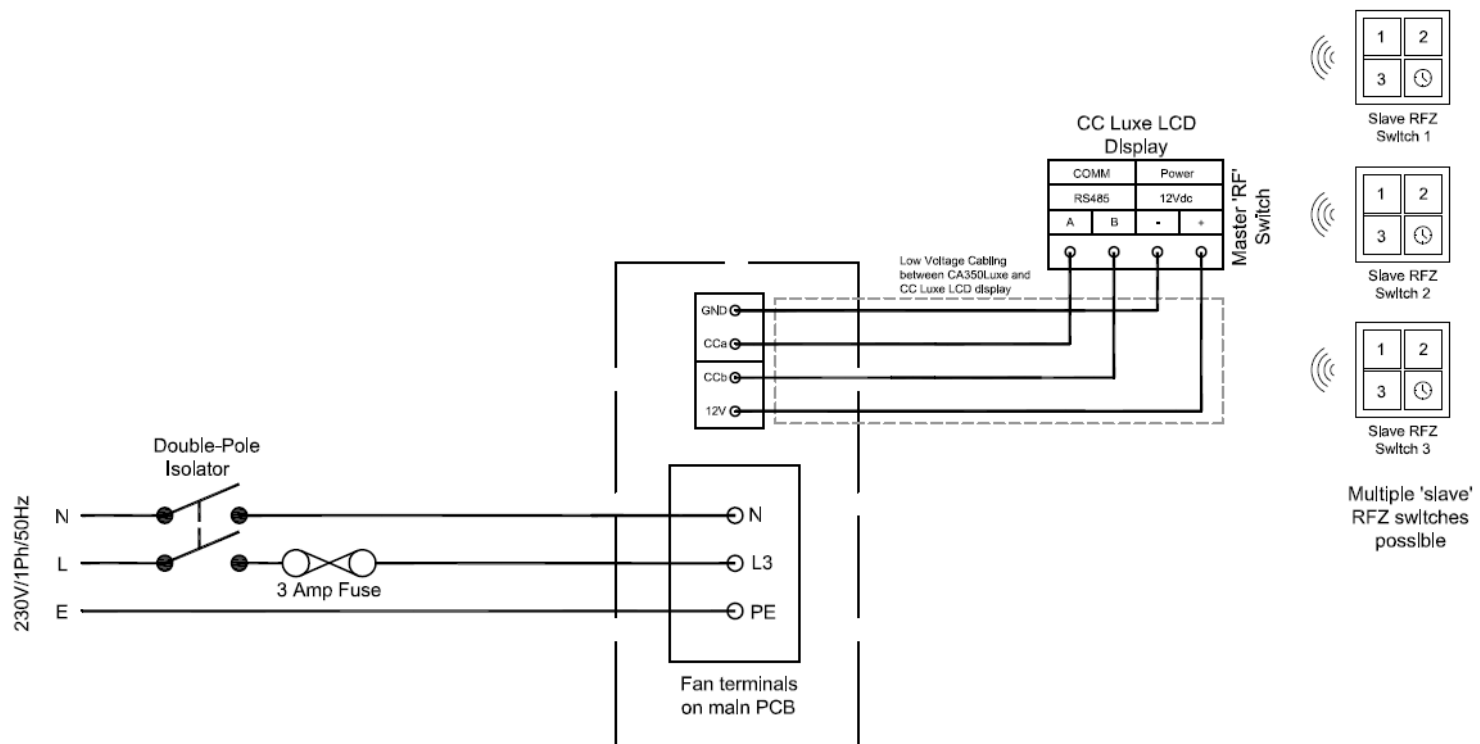 1 2
3
Slave RFZ
Switch 1
CC Luxe LCD
Display
COMM Power
RS485 12Vdc
A B - +
Master 'RF'
Switch
1 2
3
Slave RFZ
Switch 2
Low Voltage Cabling
between CA350Luxe and
CC Luxe LCD display
GND
CCa
CCb
12V
1 2
3
Slave RFZ
Switch 3
Multiple 'slave'
RFZ switches
possible
Double-Pole
Isolator
230V/1Ph/50Hz
N
L
E
3 Amp Fuse
N
L3
PE
Fan terminals
on main PCB